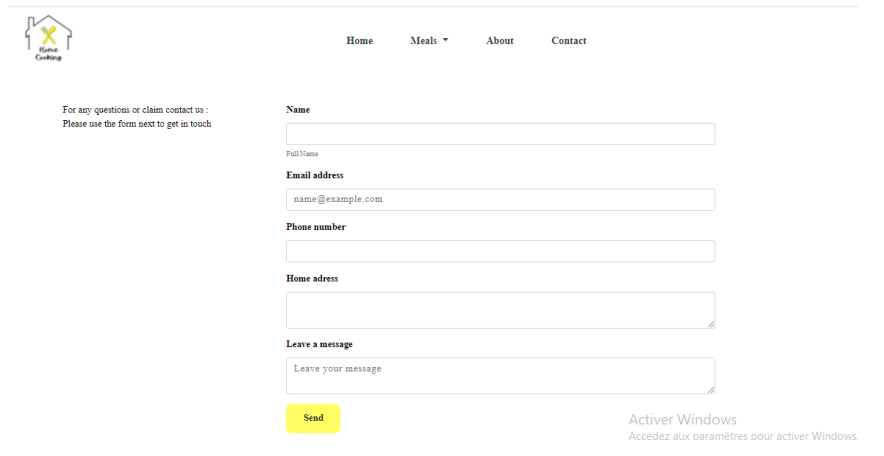 Home
Cooking
Home
Meals
About
Contact
For any questions or claim contact us :
Please use the form next to get in touch
Name
Full Name
Email address
name@example.com
Phone number
Home adress
Leave a message
Leave your message
Send
Activer Windows
Accédez aux paramètres pour activer Windows.